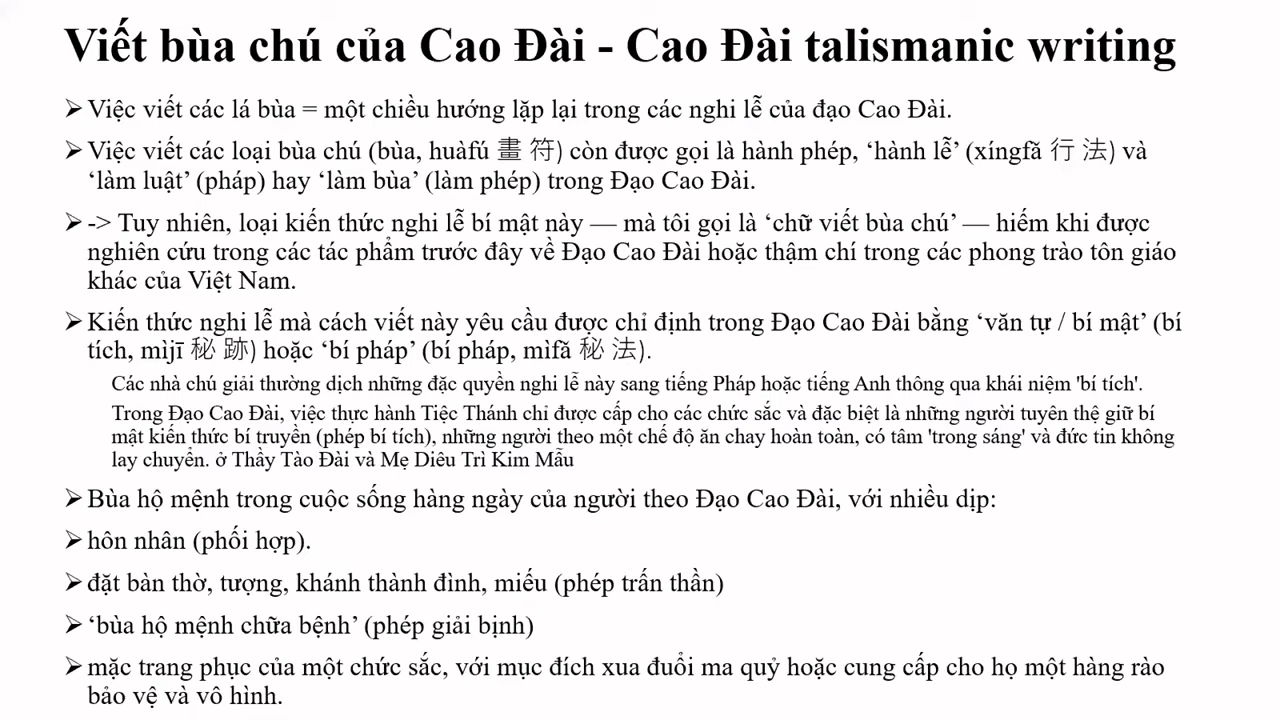 Viết bùa chú của Cao Đài - Cao Đài talismanic writing
➢Việc viết các lá bùa = một chiều hướng lặp lại trong các nghi lễ của đạo Cao Đài.
➢Việc viết các loại bùa chú (bùa, huàfú 畫 符) còn được gọi là hành phép, ‘hành lễ’ (xíngfǎ 行 法) và
‘làm luật’ (pháp) hay ‘làm bùa’ (làm phép) trong Đạo Cao Đài.
➢-> Tuy nhiên, loại kiến thức nghi lễ bí mật này — mà tôi gọi là ‘chữ viết bùa chú’ — hiếm khi được
nghiên cứu trong các tác phẩm trước đây về Đạo Cao Đài hoặc thậm chí trong các phong trào tôn giáo
khác của Việt Nam.
➢Kiến thức nghi lễ mà cách viết này yêu cầu được chỉ định trong Đạo Cao Đài bằng ‘văn tự / bí mật’ (bí
tích, mìjī 秘 跡) hoặc ‘bí pháp’ (bí pháp, mìfǎ 秘 法).
Các nhà chú giải thường dịch những đặc quyền nghi lễ này sang tiếng Pháp hoặc tiếng Anh thông qua khái niệm 'bí tích'.
Trong Đạo Cao Đài, việc thực hành Tiệc Thánh chỉ được cấp cho các chức sắc và đặc biệt là những người tuyên thệ giữ bí
mật kiến thức bí truyền (phép bí tích), những người theo một chế độ ăn chay hoàn toàn, có tâm 'trong sáng' và đức tin không
lay chuyển. ở Thầy Tào Đài và Mẹ Diêu Trì Kim Mẫu
➢Bùa hộ mệnh trong cuộc sống hàng ngày của người theo Đạo Cao Đài, với nhiều dịp:
➢hôn nhân (phối hợp).
➢đặt bàn thờ, tượng, khánh thành đình, miếu (phép trấn thần)
➢‘bùa hộ mệnh chữa bệnh’ (phép giải bịnh)
➢mặc trang phục của một chức sắc, với mục đích xua đuổi ma quỷ hoặc cung cấp cho họ một hàng rào
bảo vệ và vô hình.